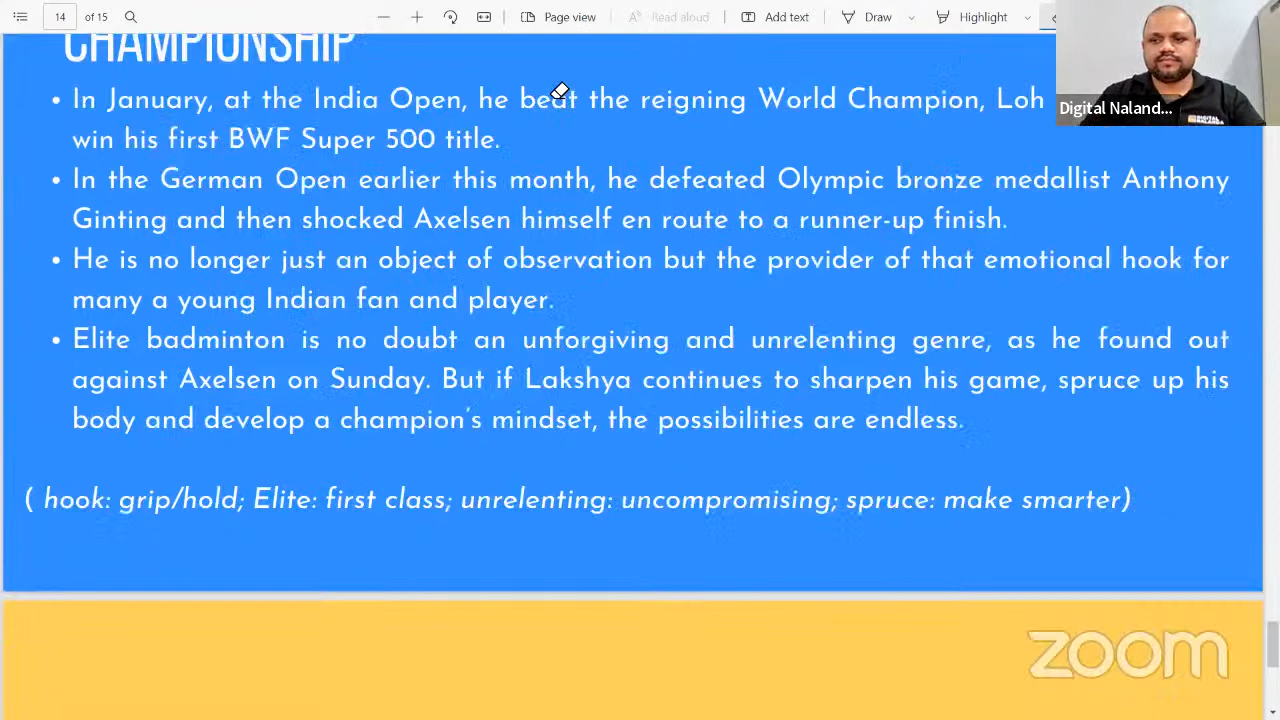 14 of 15
Page view
Read aloud
Add text
Draw
Highlight
CHAMPIONSHIP
Digital Naland...
• In January, at the India Open, he beat the reigning World Champion, Loh
win his first BWF Super 500 title.
• In the German Open earlier this month, he defeated Olympic bronze medallist Anthony
Ginting and then shocked Axelsen himself en route to a runner-up finish.
• He is no longer just an object of observation but the provider of that emotional hook for
many a young Indian fan and player.
• Elite badminton is no doubt an unforgiving and unrelenting genre, as he found out
against Axelsen on Sunday. But if Lakshya continues to sharpen his game, spruce up his
body and develop a champion's mindset, the possibilities are endless.
( hook: grip/hold; Elite: first class; unrelenting: uncompromising; spruce: make smarter)
zoom